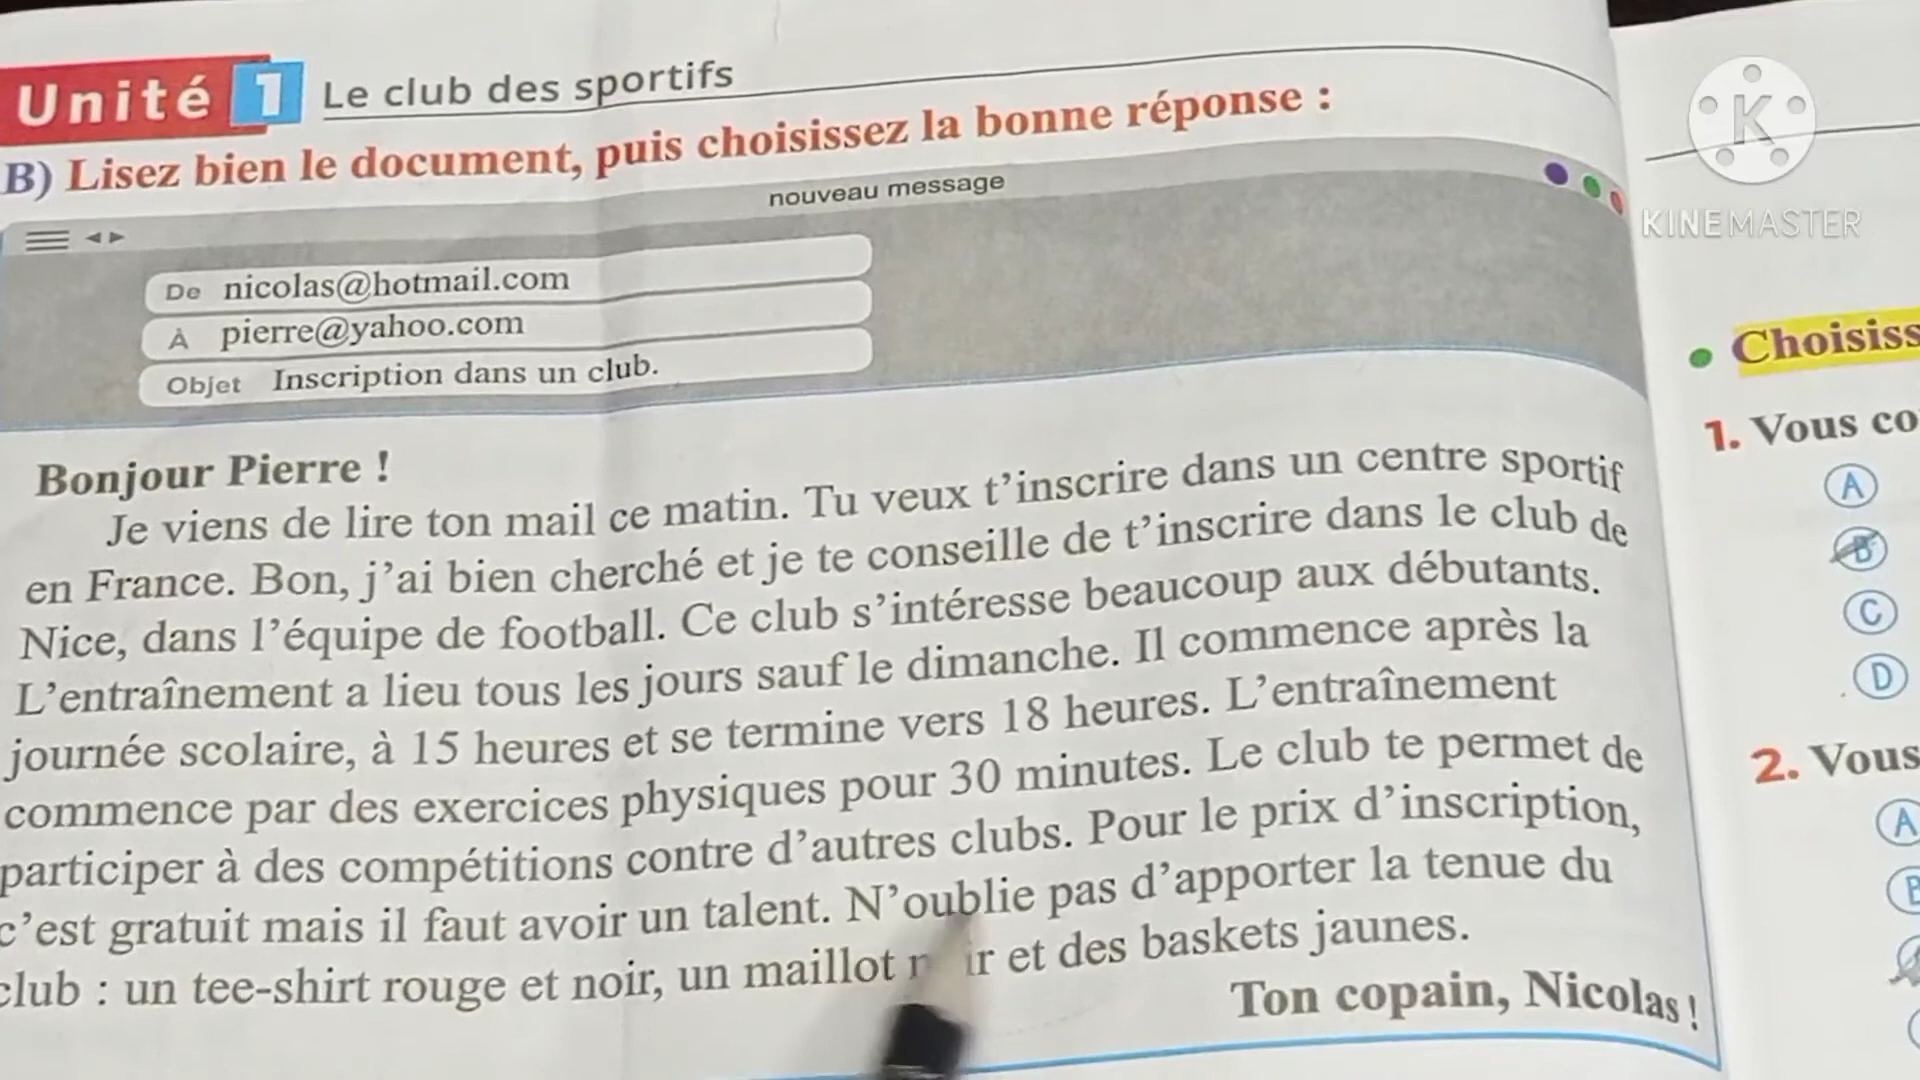 Unité 1 Le club des sportifs
B) Lisez bien le document, puis choisissez la bonne réponse :
nouveau message
De nicolas@hotmail.com
À pierre@yahoo.com
Objet Inscription dans un club.
Bonjour Pierre !
Je viens de lire ton mail ce matin. Tu veux t'inscrire dans un centre sportif
en France. Bon, j'ai bien cherché et je te conseille de t'inscrire dans le club de
Nice, dans l'équipe de football. Ce club s'intéresse beaucoup aux débutants.
L'entraînement a lieu tous les jours sauf le dimanche. Il commence après la
journée scolaire, à 15 heures et se termine vers 18 heures. L'entraînement
commence par des exercices physiques pour 30 minutes. Le club te permet de
participer à des compétitions contre d'autres clubs. Pour le prix d'inscription,
c'est gratuit mais il faut avoir un talent. N'oublie pas d'apporter la tenue du
club : un tee-shirt rouge et noir, un maillot et des baskets jaunes.
Ton copain, Nicolas !
K
KINEMASTER
Choisiss
1. Vous co
A
B
C
D
2. Vous
A
B